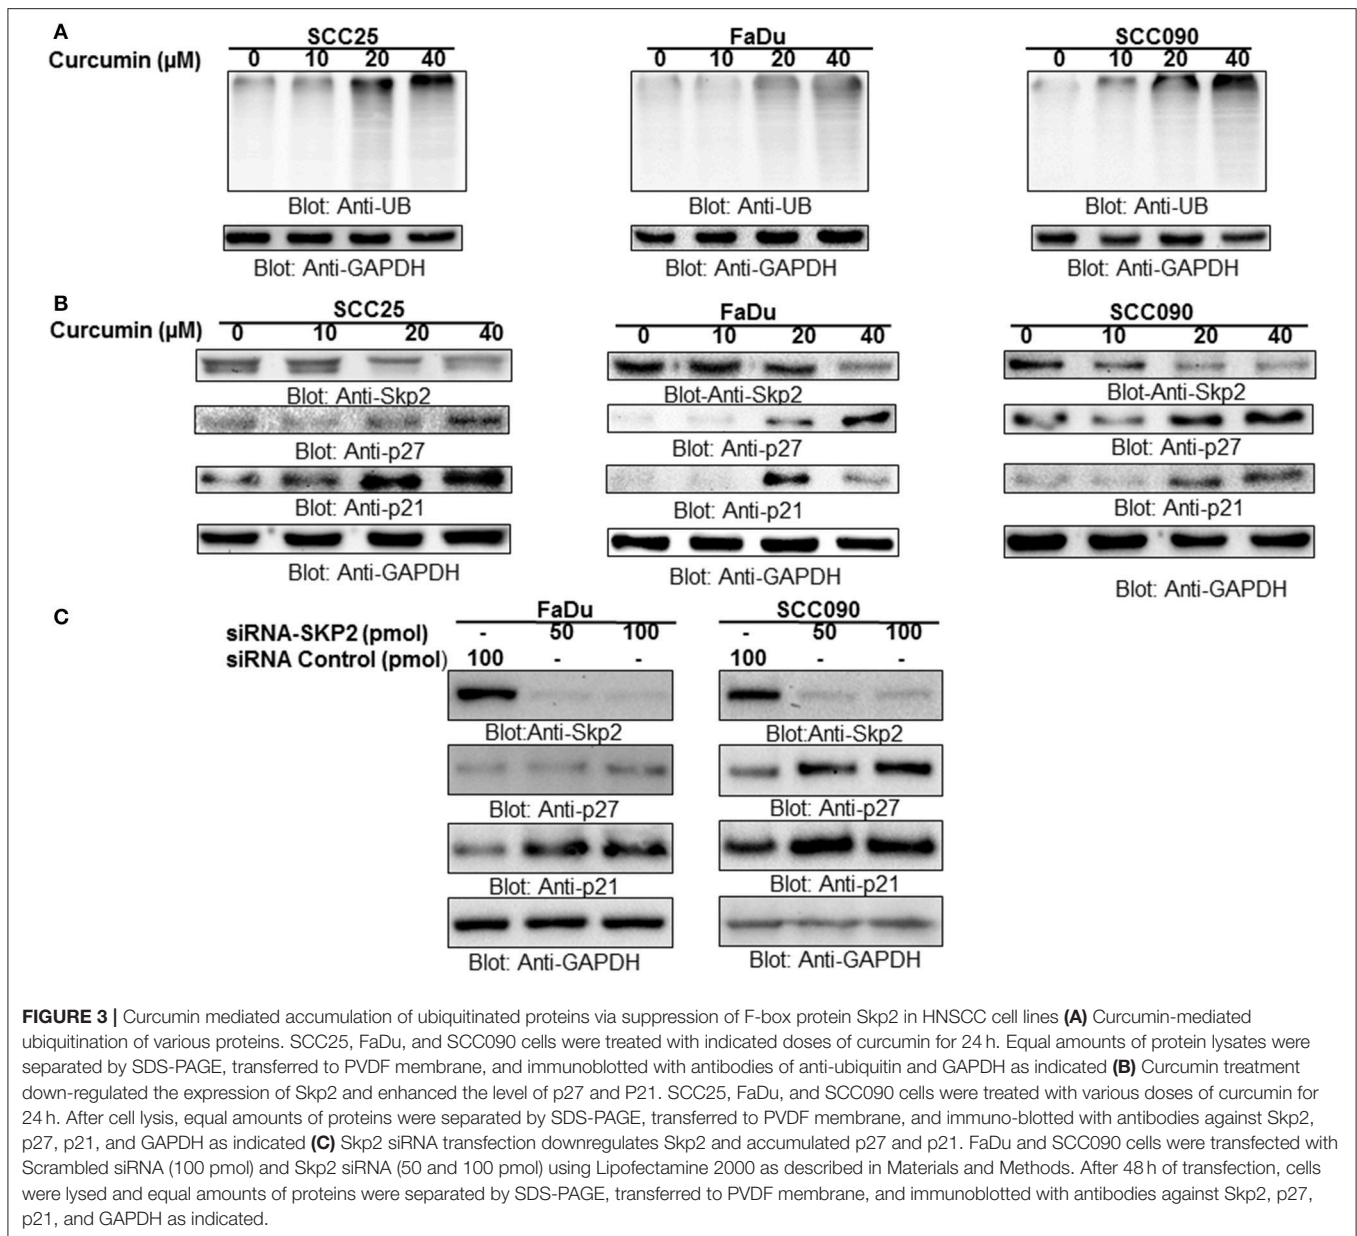 A
SCC25 FaDu SCC090
Curcumin (µM) 0 10 20 40 0 10 20 40 0 10 20 40
Blot: Anti-UB Blot: Anti-UB Blot: Anti-UB
Blot: Anti-GAPDH Blot: Anti-GAPDH Blot: Anti-GAPDH
B
SCC25 FaDu SCC090
Curcumin (µM) 0 10 20 40 0 10 20 40 0 10 20 40
Blot: Anti-Skp2 Blot-Anti-Skp2 Blot-Anti-Skp2
Blot: Anti-p27 Blot: Anti-p27 Blot: Anti-p27
Blot: Anti-p21 Blot: Anti-p21 Blot: Anti-p21
Blot: Anti-GAPDH Blot: Anti-GAPDH Blot: Anti-GAPDH
C
FaDu SCC090
siRNA-SKP2 (pmol) - 50 100 - 50 100
siRNA Control (pmol) 100 - - 100 - -
Blot:Anti-Skp2 Blot:Anti-Skp2
Blot: Anti-p27 Blot: Anti-p27
Blot: Anti-p21 Blot: Anti-p21
Blot: Anti-GAPDH Blot: Anti-GAPDH
FIGURE 3 | Curcumin mediated accumulation of ubiquitinated proteins via suppression of F-box protein Skp2 in HNSCC cell lines (A) Curcumin-mediated
ubiquitination of various proteins. SCC25, FaDu, and SCC090 cells were treated with indicated doses of curcumin for 24 h. Equal amounts of protein lysates were
separated by SDS-PAGE, transferred to PVDF membrane, and immunoblotted with antibodies of anti-ubiquitin and GAPDH as indicated (B) Curcumin treatment
down-regulated the expression of Skp2 and enhanced the level of p27 and P21. SCC25, FaDu, and SCC090 cells were treated with various doses of curcumin for
24 h. After cell lysis, equal amounts of proteins were separated by SDS-PAGE, transferred to PVDF membrane, and immuno-blotted with antibodies against Skp2,
p27, p21, and GAPDH as indicated (C) Skp2 siRNA transfection downregulates Skp2 and accumulated p27 and p21. FaDu and SCC090 cells were transfected with
Scrambled siRNA (100 pmol) and Skp2 siRNA (50 and 100 pmol) using Lipofectamine 2000 as described in Materials and Methods. After 48 h of transfection, cells
were lysed and equal amounts of proteins were separated by SDS-PAGE, transferred to PVDF membrane, and immunoblotted with antibodies against Skp2, p27,
p21, and GAPDH as indicated.